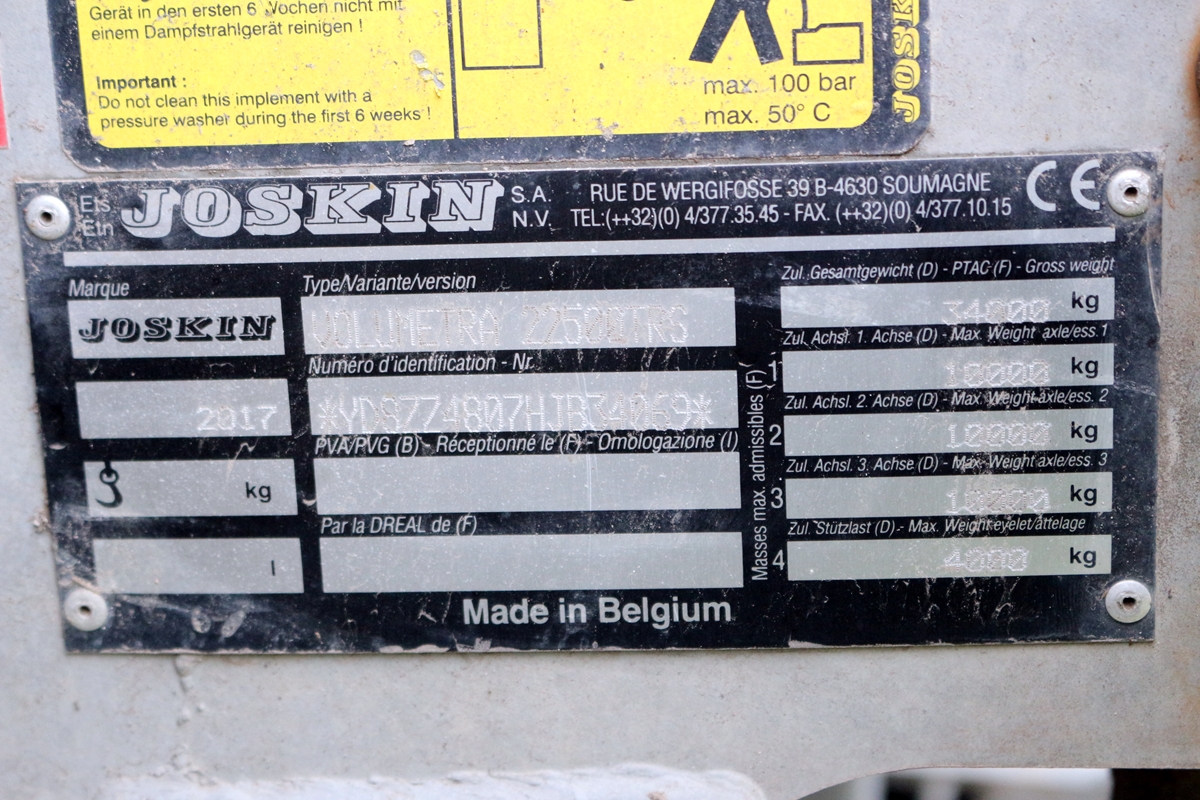 Gerät in den ersten 6 Wochen nicht mit
einem Dampfstrahlgerät reinigen !
Important :
Do not clean this implement with a
pressure washer during the first 6 weeks !
max. 100 bar
max. 50° C
JOSK
Ets
Etn
JOSKIN
S.A.
N.V.
RUE DE WERGIFOSSE 39 B-4630 SOUMAGNE
TEL:(++32)(0) 4/377.35.45 - FAX. (++32)(0) 4/377.10.15
CE
Marque
JOSKIN
2017
kg
l
Type/Variante/version
VOLUMETRA 22500TRS
Numéro d'identification - Nr.
*YD8ZZ4807HJB34069*
PVA/PVG (B) - Réceptionné le (F) - Omologazione (I)
Par la DREAL de (F)
Masses max. admissibles (F)
Zul. Gesamtgewicht (D) - PTAC (F) - Gross weight
34000 kg
Zul. Achsl. 1. Achse (D) - Max. Weight axle/ess. 1
1 10000 kg
Zul. Achsl. 2. Achse (D) - Max. Weight axle/ess. 2
2 10000 kg
Zul. Achsl. 3. Achse (D) - Max. Weight axle/ess. 3
3 10000 kg
Zul. Stützlast (D) - Max. Weight eyelet/attelage
4 4000 kg
Made in Belgium